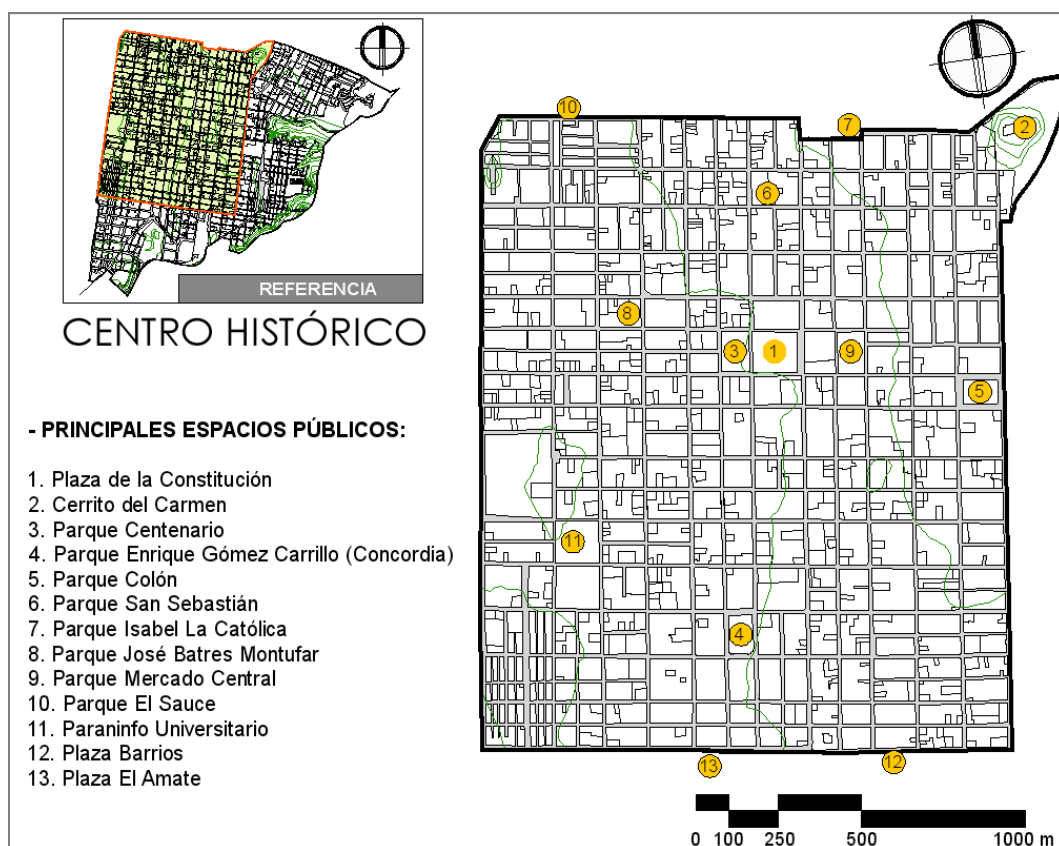 REFERENCIA
CENTRO HISTÓRICO
- PRINCIPALES ESPACIOS PÚBLICOS:
1. Plaza de la Constitución
2. Cerrito del Carmen
3. Parque Centenario
4. Parque Enrique Gómez Carrillo (Concordia)
5. Parque Colón
6. Parque San Sebastián
7. Parque Isabel La Católica
8. Parque José Batres Montufar
9. Parque Mercado Central
10. Parque El Sauce
11. Paraninfo Universitario
12. Plaza Barrios
13. Plaza El Amate
10
7
2
6
8
3
1
9
5
11
4
13
12
0 100 250 500 1000 m